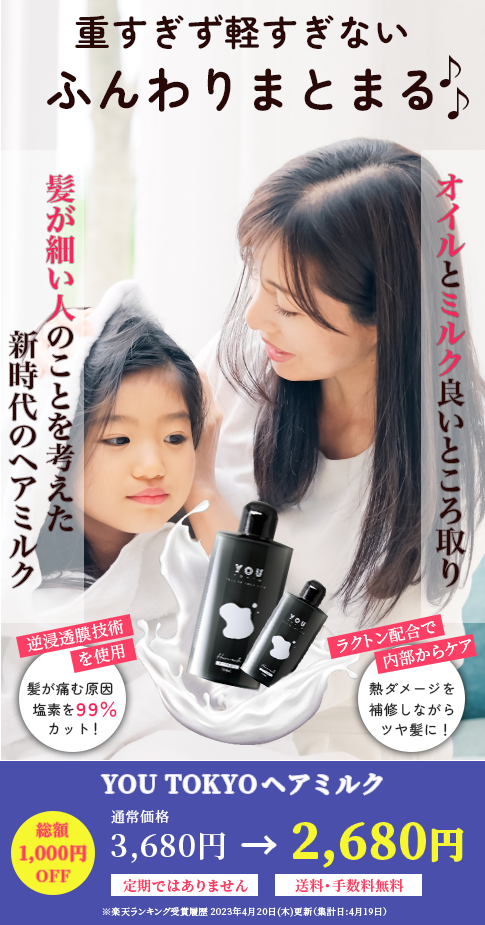 重すぎず軽すぎない
ふんわりまとまる♪♪
オイルとミルク良いところ取り
髪が細い人のことを考えた
新時代のヘアミルク
YOU
YOU
逆浸透膜技術
を使用
髪が痛む原因
塩素を99%
カット!
ラクトン配合で
内部からケア
熱ダメージを
補修しながら
ツヤ髪に!
YOU TOKYOヘアミルク
総額
1,000円
OFF
通常価格
3,680円 → 2,680円
定期ではありません
送料・手数料無料
※楽天ランキング受賞履歴 2023年4月20日(木)更新(集計日:4月19日)